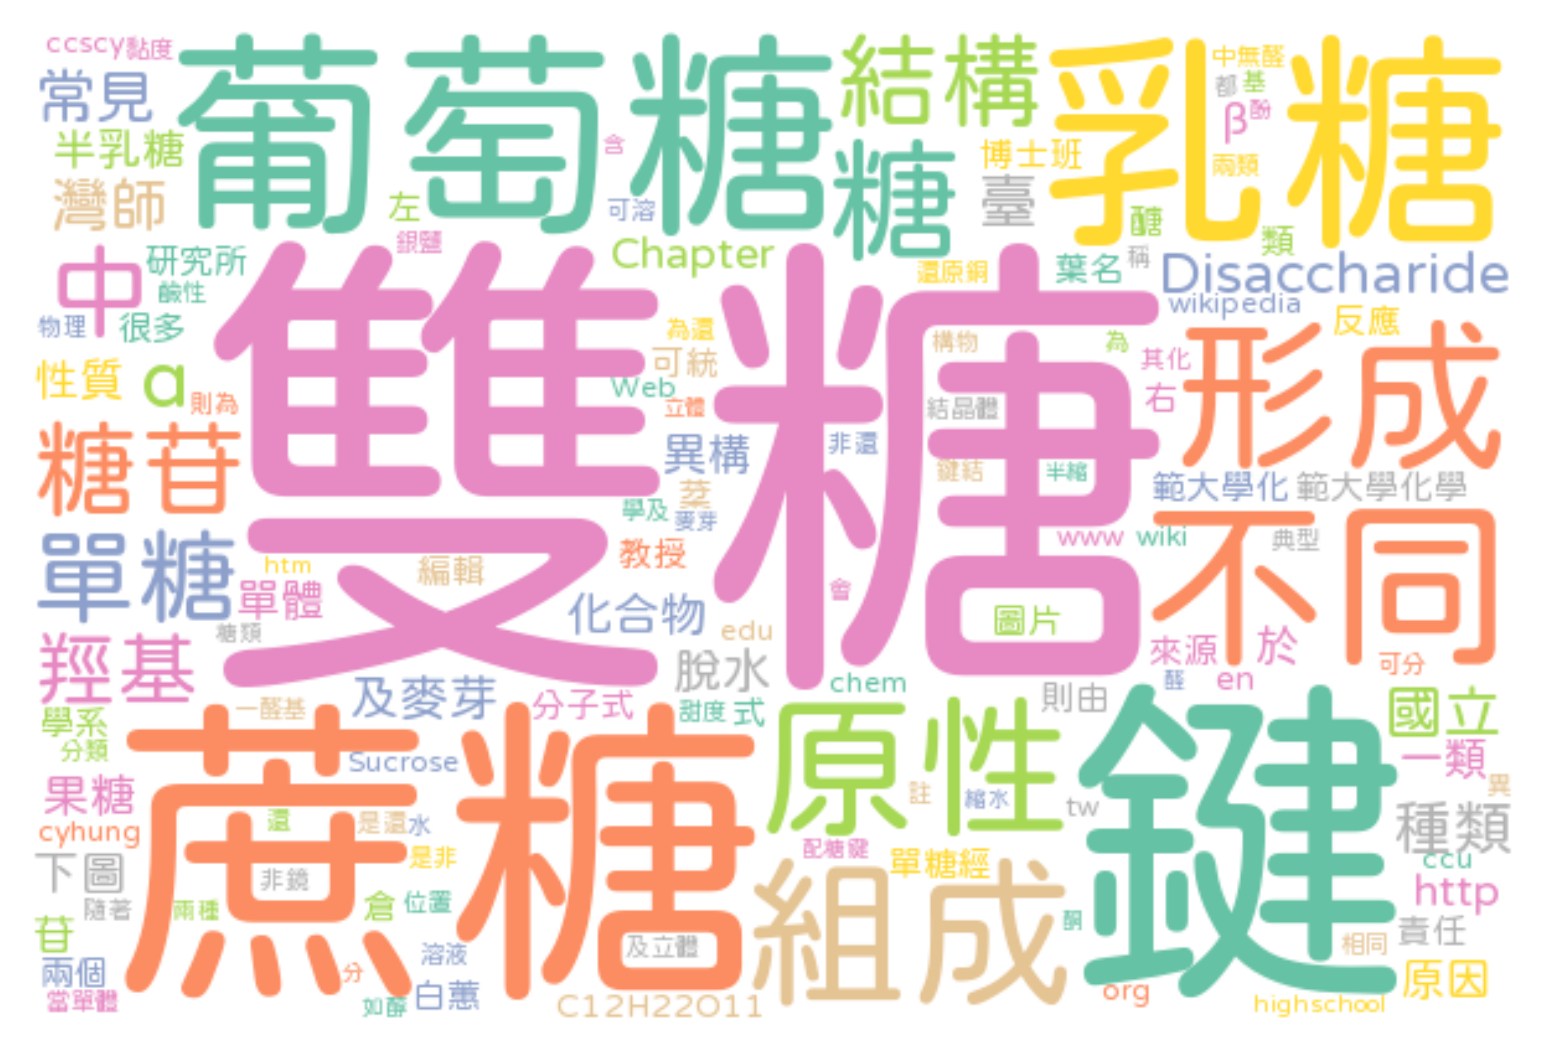 ccscy
黏度
葡萄糖
結構
乳糖
中無醛
都
基
β
酚
常見
半乳糖
含
糖
博士班
兩類
灣師
左
可溶
臺
醣
銀鹽
Chapter
類
中
研究所
還原銅
葉名
稱
Disaccharide
鹼性
wikipedia
物理
很多
雙糖
為還
構物
為
反應
形成
性質
α
可統
其化
Web
則為
立體
結晶體
右
糖苷
異構
非還
鍵結
半縮
範大學化
範大學化學
葉
學及
麥芽
不同
單糖
www
wiki
典型
htm
編輯
教授
單體
會
化合物
圖片
糖類
edu
來源
於
羥基
脫水
可分
及麥芽
chem
醛
en
一醛基
分子式
甜度
式
則由
國立
學系
分類
蔗糖
原性
鍵
一類
Sucrose
果糖
註
縮水
tw
異
cyhung
還
是還
水
配糖鍵
種類
下圖
是非
單糖經
ccu
非鏡
組成
http
隨著
兩種
倉
位置
苷
酮
責任
及立體
相同
兩個
溶液
分
原因
當單體
如醇
白蕙
C12H22O11
org
highschool